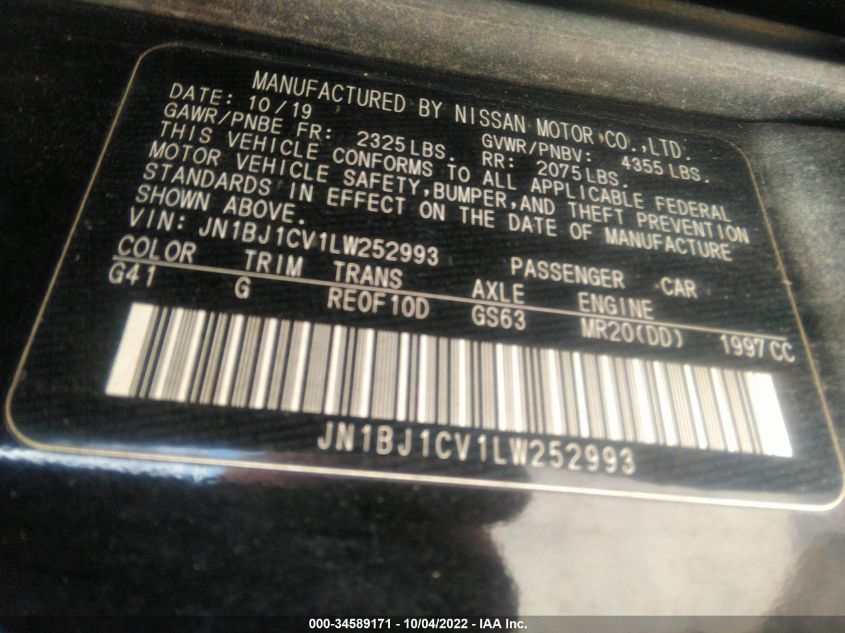 MANUFACTURED BY NISSAN MOTOR CO.,LTD.
DATE: 10/19 GVWR/PNBV: 4355 LBS.
GAWR/PNBE FR: 2325 LBS. RR: 2075 LBS.
THIS VEHICLE CONFORMS TO ALL APPLICABLE FEDERAL
MOTOR VEHICLE SAFETY,BUMPER,AND THEFT PREVENTION
STANDARDS IN EFFECT ON THE DATE OF MANUFACTURE
SHOWN ABOVE.
VIN: JN1BJ1CV1LW252993 PASSENGER CAR
COLOR TRIM TRANS AXLE ENGINE
G41 G RE0F10D GS63 MR20(DD) 1997CC
JN1BJ1CV1LW252993
000-34589171 - 10/04/2022 - IAA Inc.